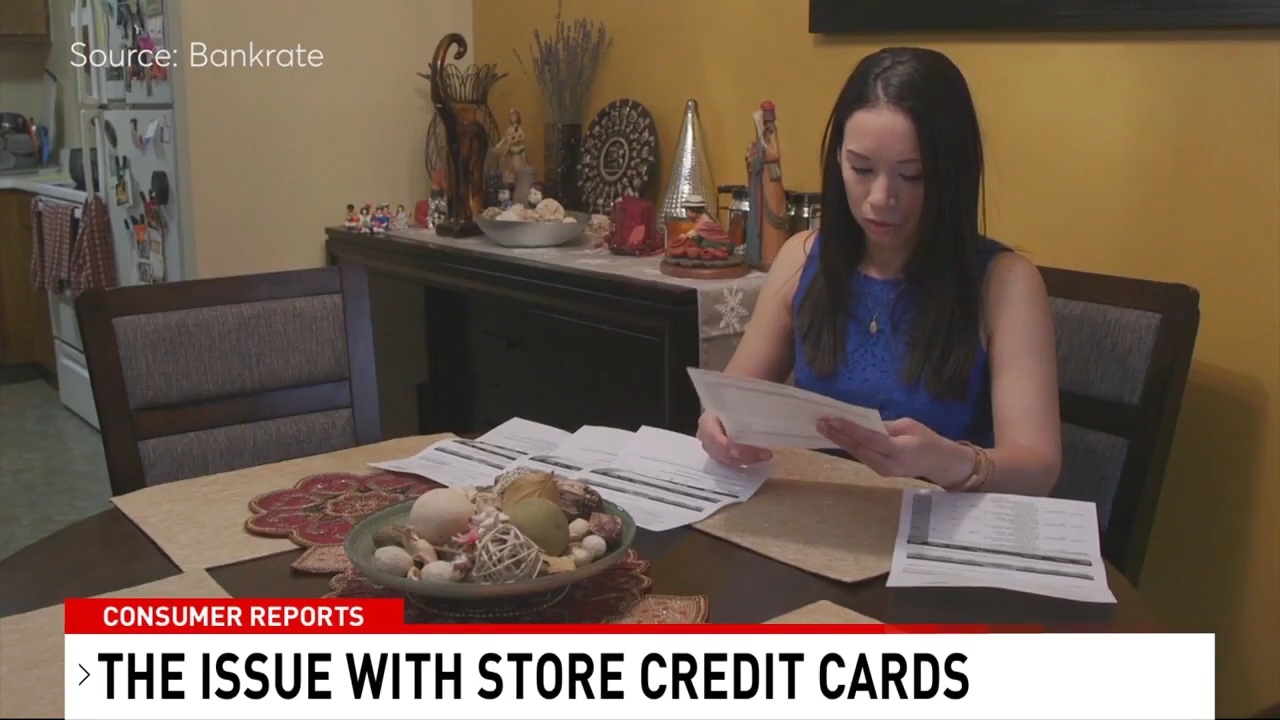 Source: Bankrate
CONSUMER REPORTS
THE ISSUE WITH STORE CREDIT CARDS